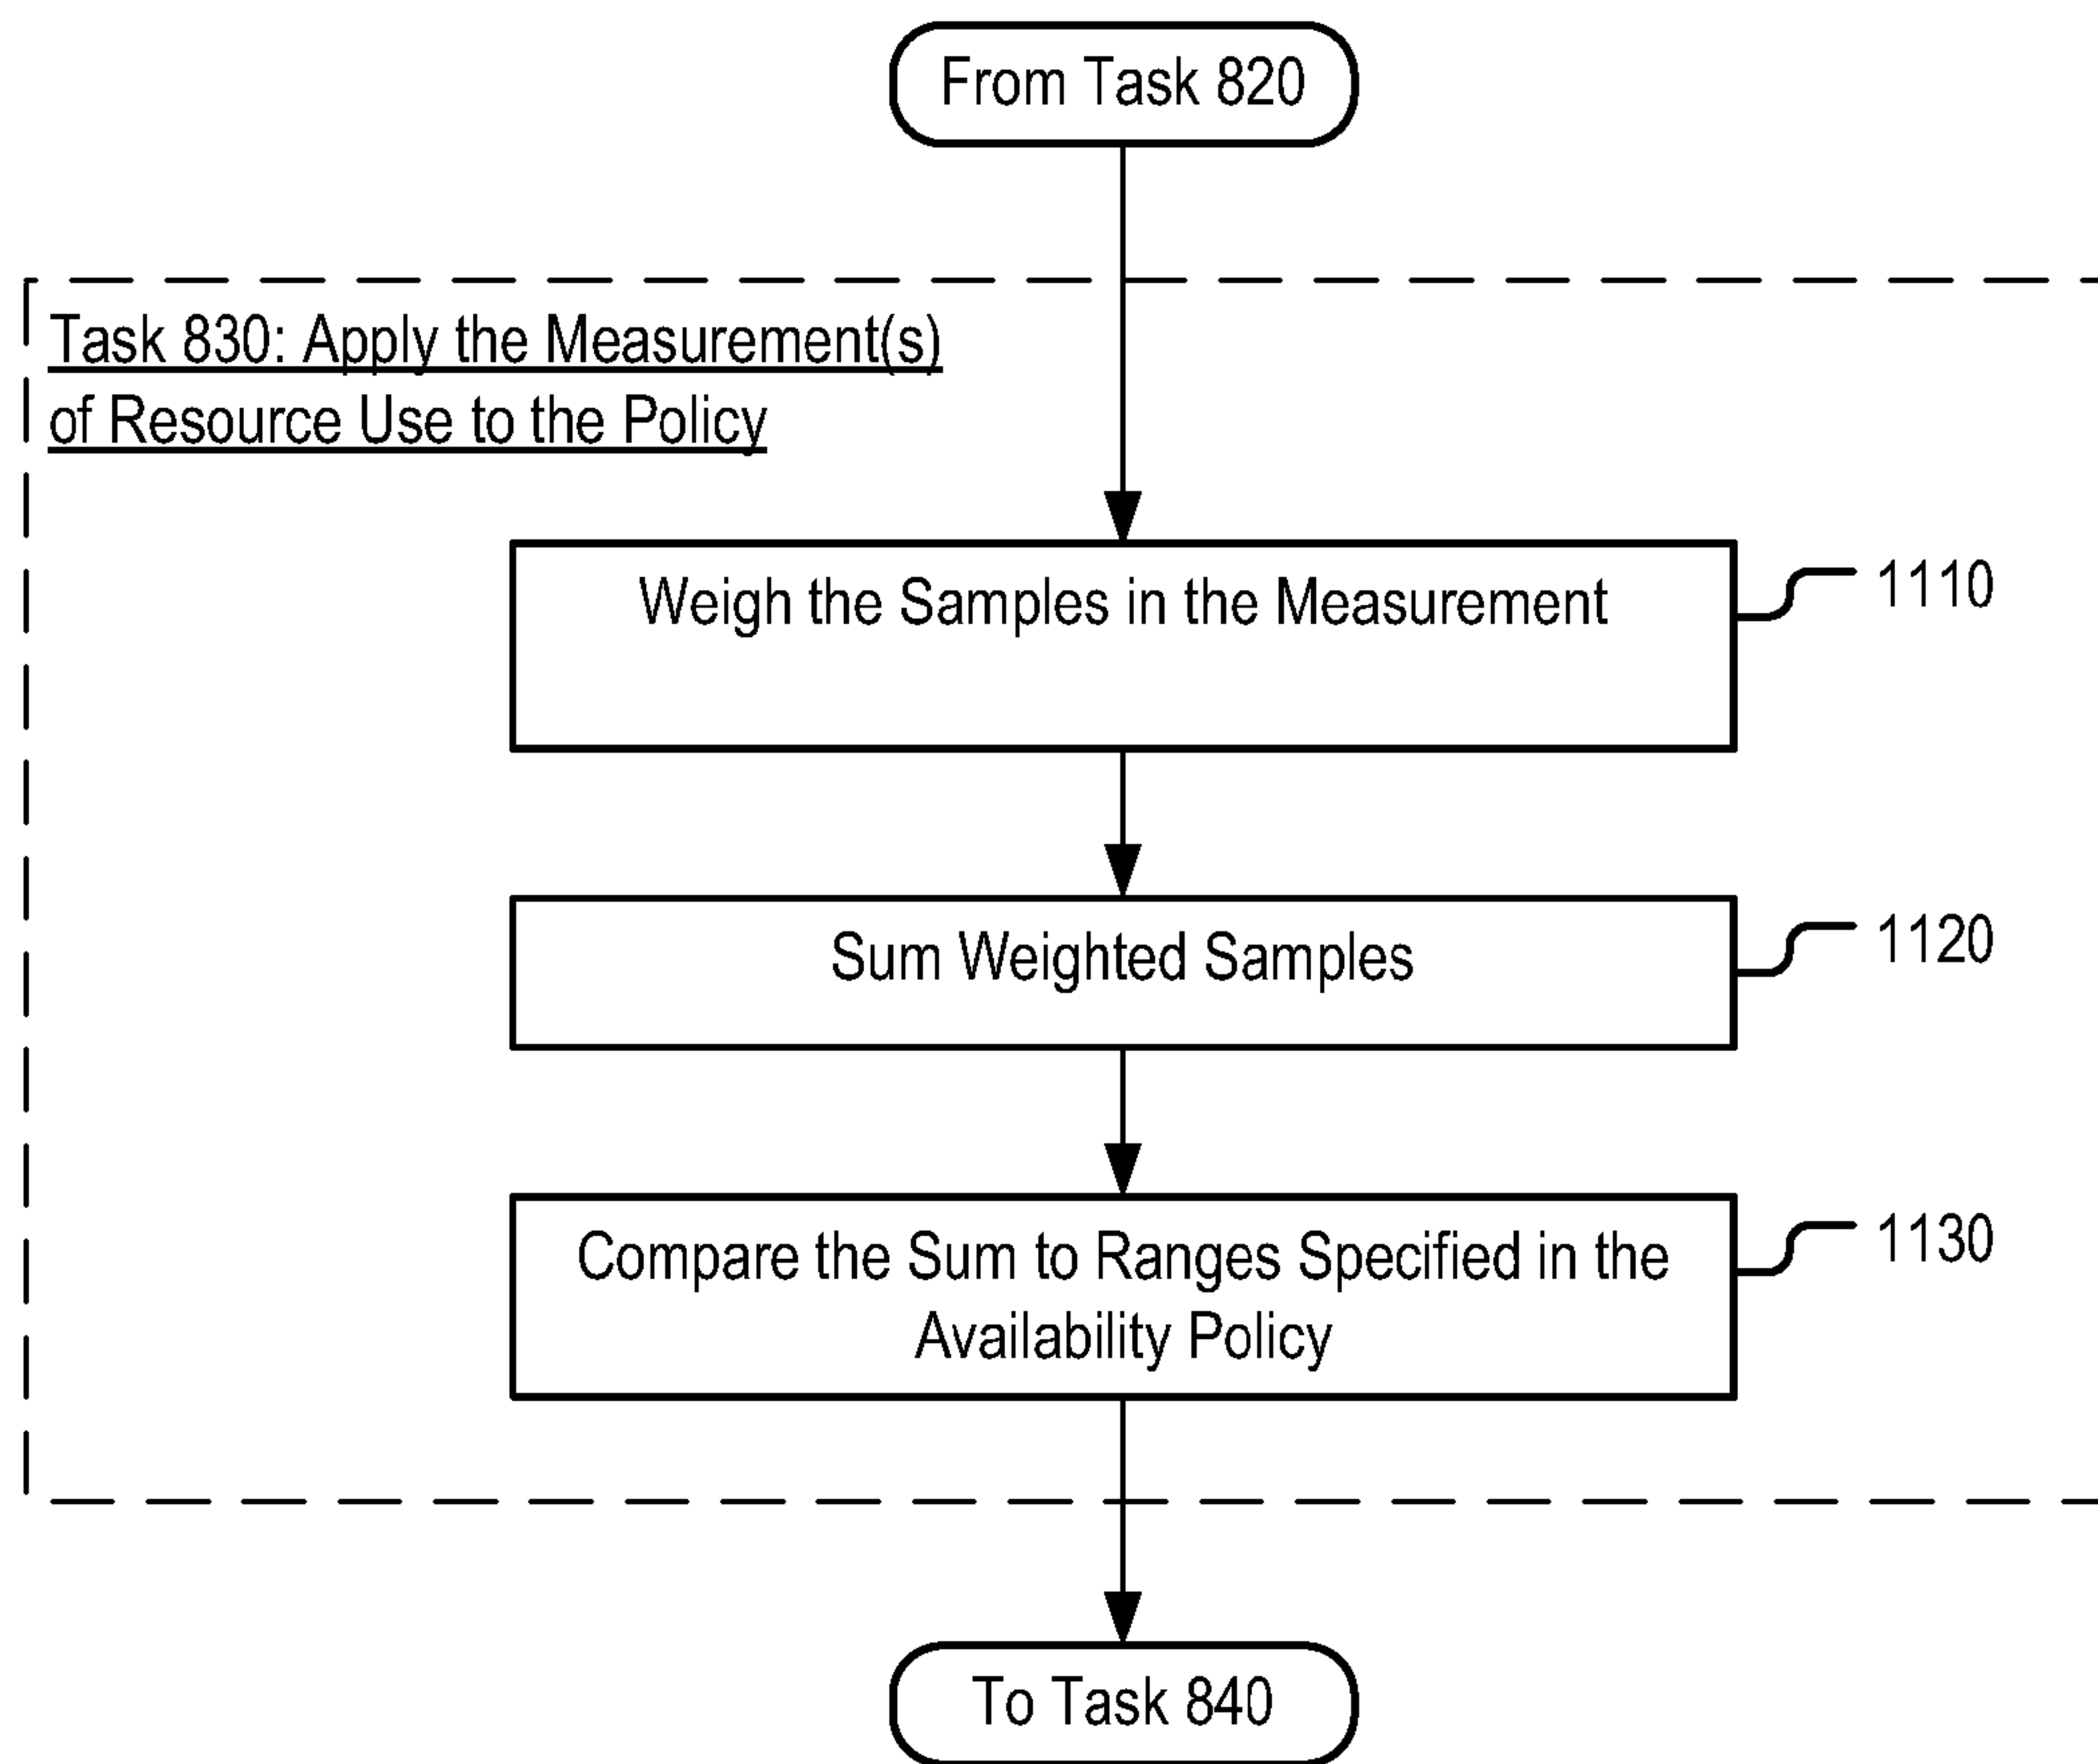 From Task 820
Task 830: Apply the Measurement(s)
of Resource Use to the Policy
Weigh the Samples in the Measurement
1110
Sum Weighted Samples
1120
Compare the Sum to Ranges Specified in the
Availability Policy
1130
To Task 840